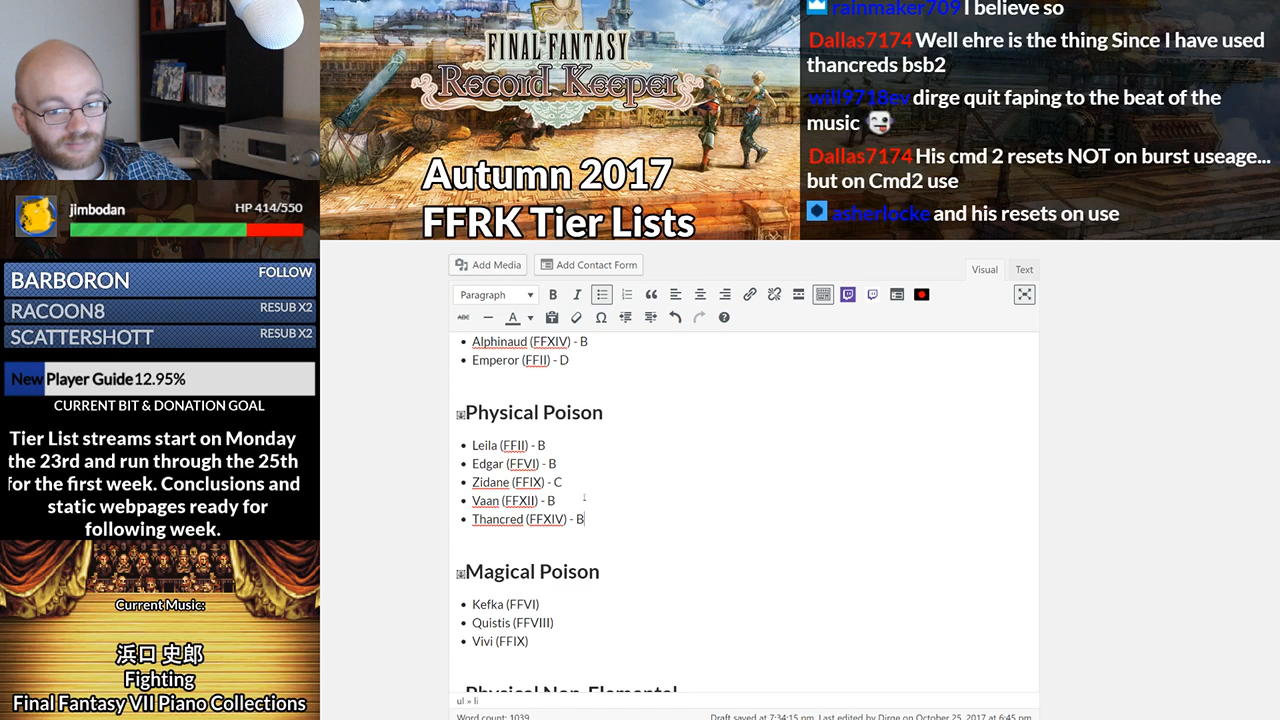 rainmaker709 I believe so
Dallas7174 Well ehre is the thing Since I have used
thancreds bsb2
will9718ev dirge quit faping to the beat of the
music
Dallas7174 His cmd 2 resets NOT on burst useage...
but on Cmd2 use
asherlocke and his resets on use
FINAL FANTASY
Record Keeper
Autumn 2017
FFRK Tier Lists
jimbodan HP 414/550
BARBORON FOLLOW
RACOON8 RESUB X2
SCATTERSHOTT RESUB X2
New Player Guide 12.95%
CURRENT BIT & DONATION GOAL
Tier List streams start on Monday
the 23rd and run through the 25th
for the first week. Conclusions and
static webpages ready for
following week.
Current Music:
浜口 史郎
Fighting
Final Fantasy VII Piano Collections
Add Media Add Contact Form Visual Text
Paragraph B I
ABC A
Alphinaud (FFXIV) - B
Emperor (FFII) - D
Physical Poison
Leila (FFII) - B
Edgar (FFVI) - B
Zidane (FFIX) - C
Vaan (FFXII) - B
Thancred (FFXIV) - B
Magical Poison
Kefka (FFVI)
Quistis (FFVIII)
Vivi (FFIX)
Physical Non-Elemental
ul » li
Word count: 1039 Draft saved at 7:34:15 pm. Last edited by Dirge on October 25, 2017 at 6:45 pm